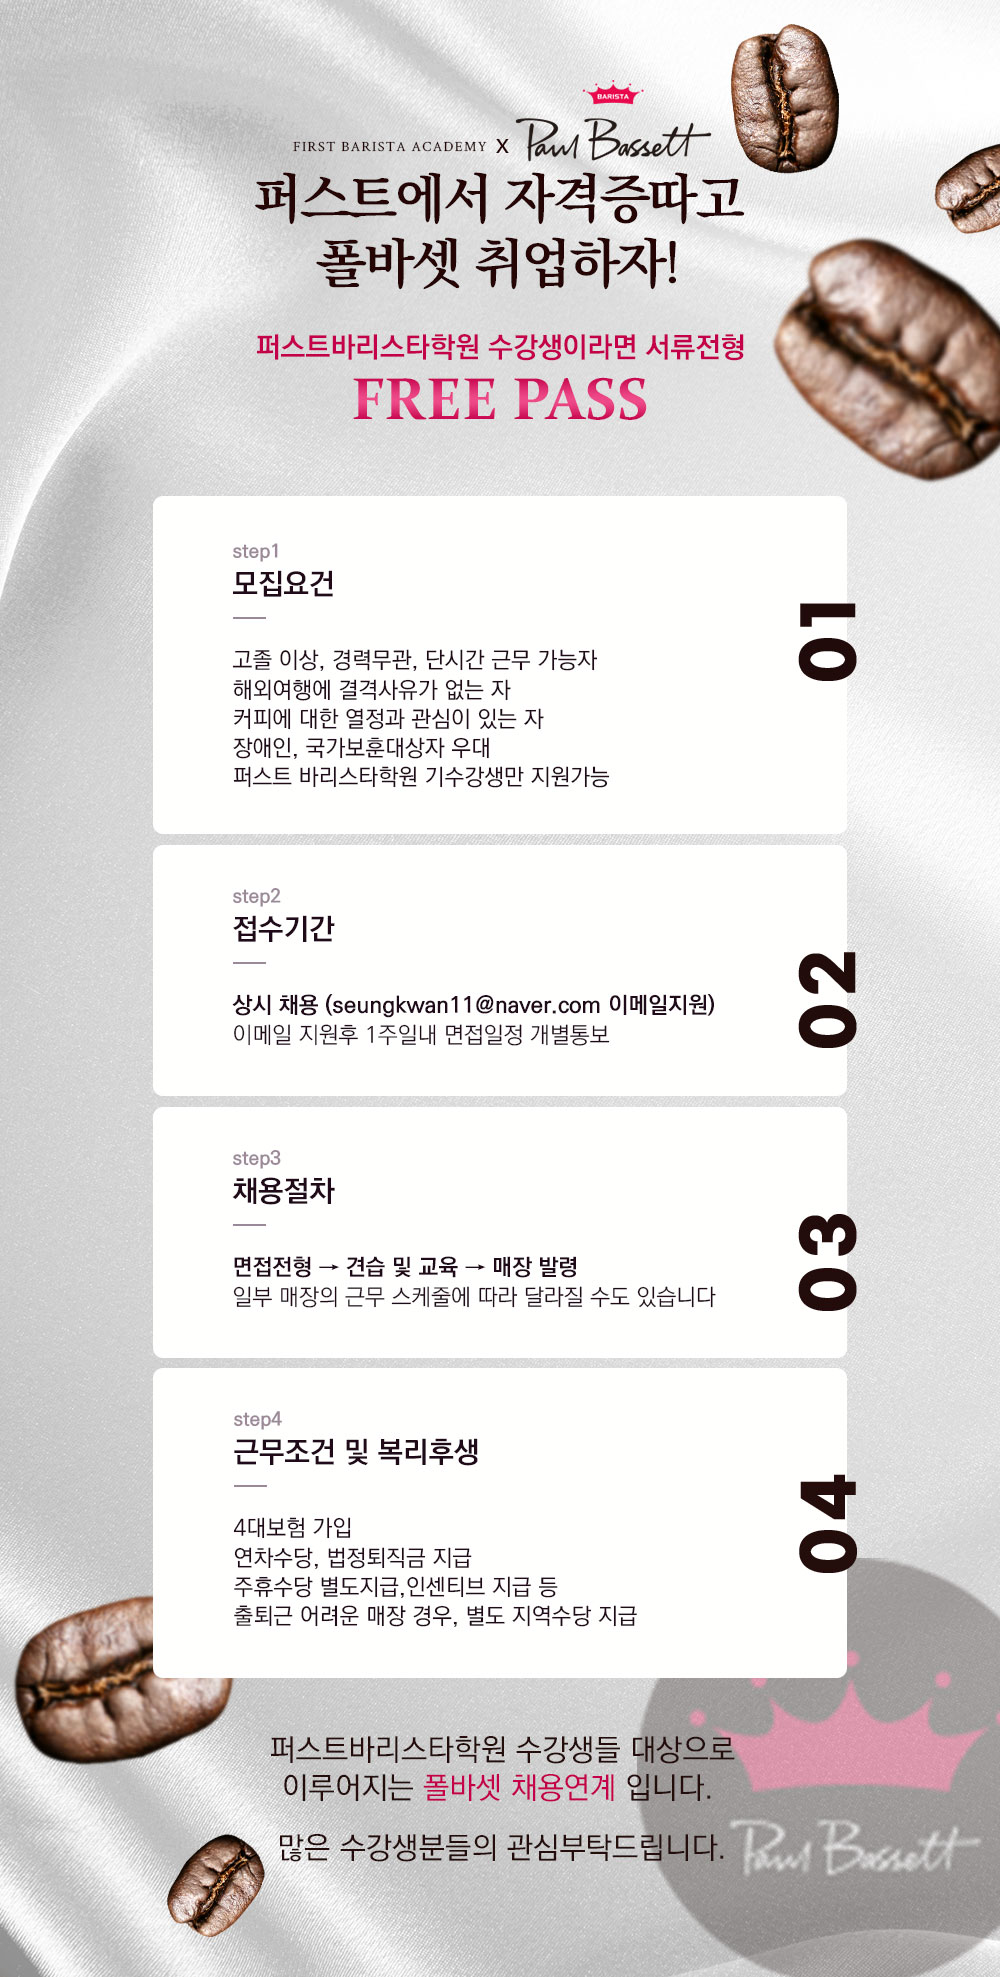 BARISTA
FIRST BARISTA ACADEMY X Paul Bassett
퍼스트에서 자격증따고
폴바셋 취업하자!
퍼스트바리스타학원 수강생이라면 서류전형
FREE PASS
step1
모집요건
01
고졸 이상, 경력무관, 단시간 근무 가능자
해외여행에 결격사유가 없는 자
커피에 대한 열정과 관심이 있는 자
장애인, 국가보훈대상자 우대
퍼스트 바리스타학원 기수강생만 지원가능
step2
접수기간
02
상시 채용 (seungkwan11@naver.com 이메일지원)
이메일 지원후 1주일내 면접일정 개별통보
step3
채용절차
03
면접전형 → 견습 및 교육 → 매장 발령
일부 매장의 근무 스케줄에 따라 달라질 수도 있습니다
step4
근무조건 및 복리후생
04
4대보험 가입
연차수당, 법정퇴직금 지급
주휴수당 별도지급,인센티브 지급 등
출퇴근 어려운 매장 경우, 별도 지역수당 지급
퍼스트바리스타학원 수강생들 대상으로
이루어지는 폴바셋 채용연계 입니다.
많은 수강생분들의 관심부탁드립니다.
Paul Bassett